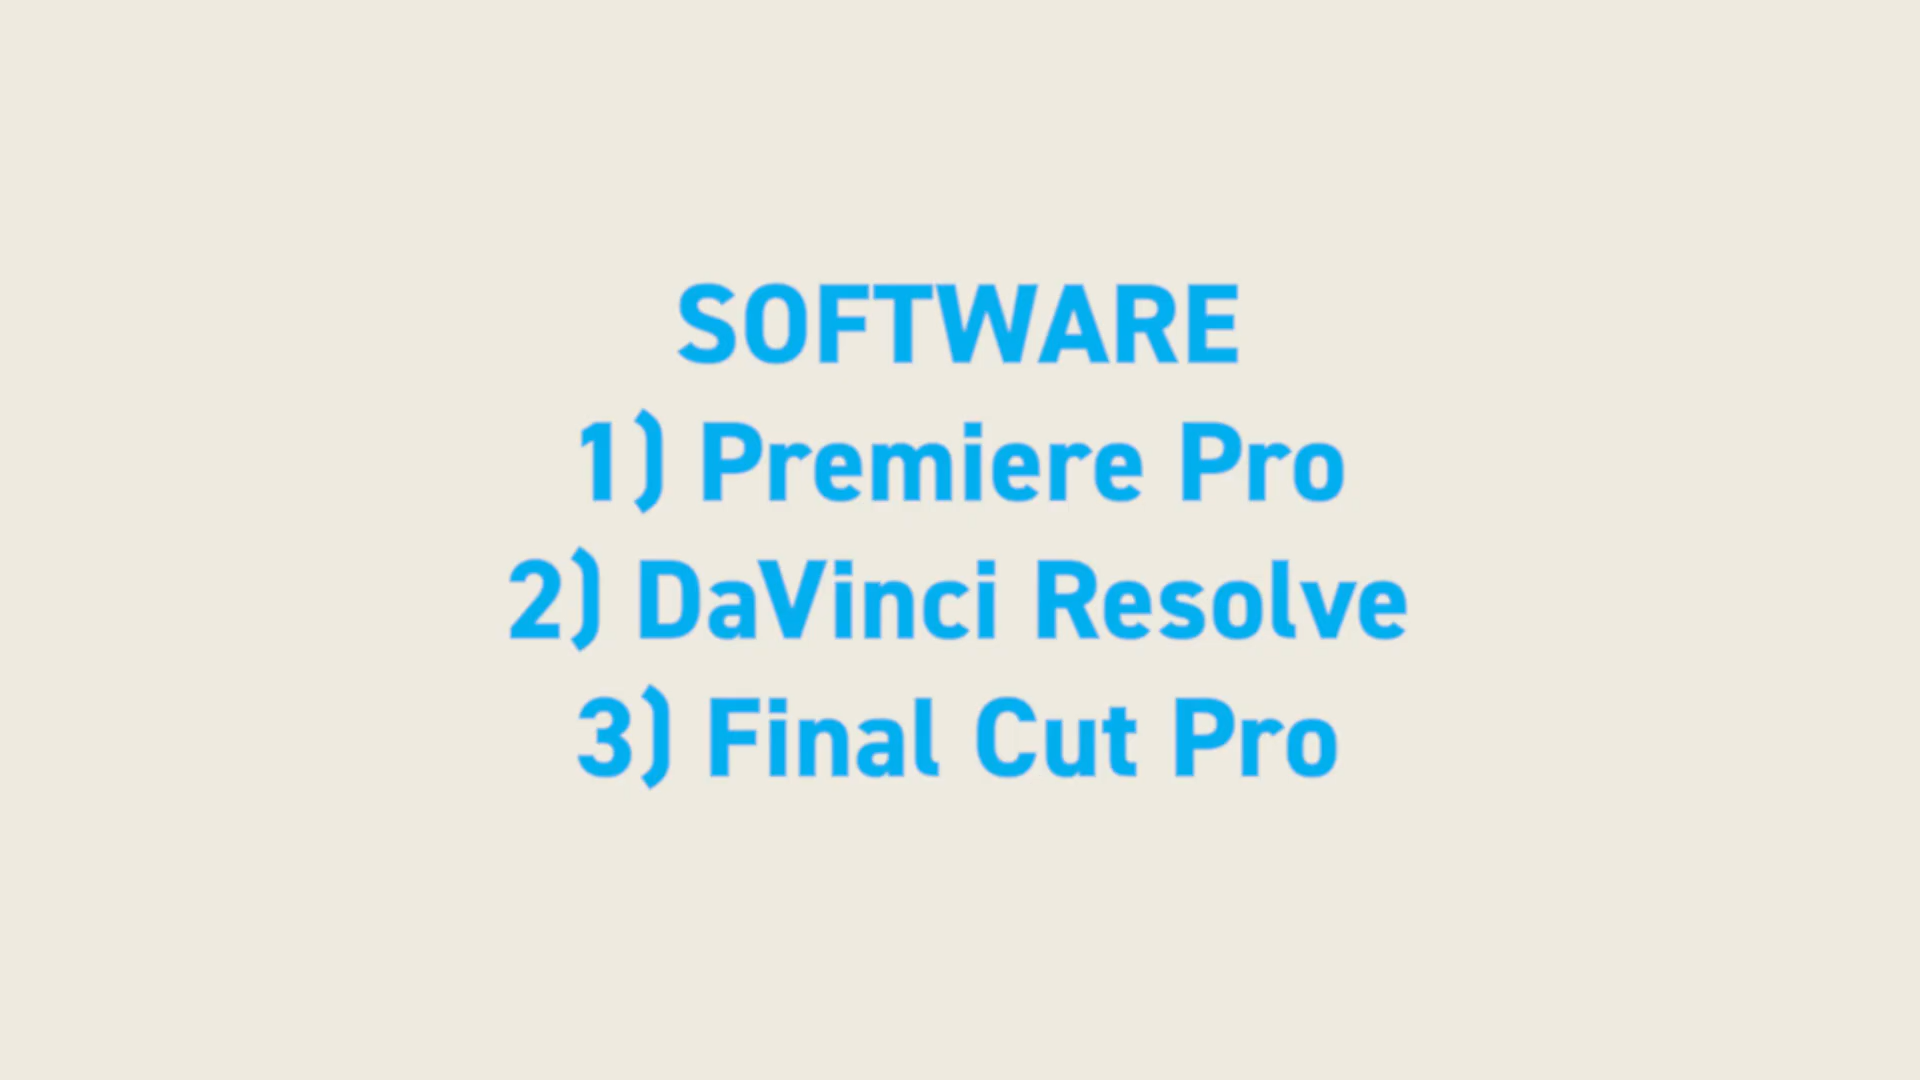 SOFTWARE
1) Premiere Pro
2) DaVinci Resolve
3) Final Cut Pro